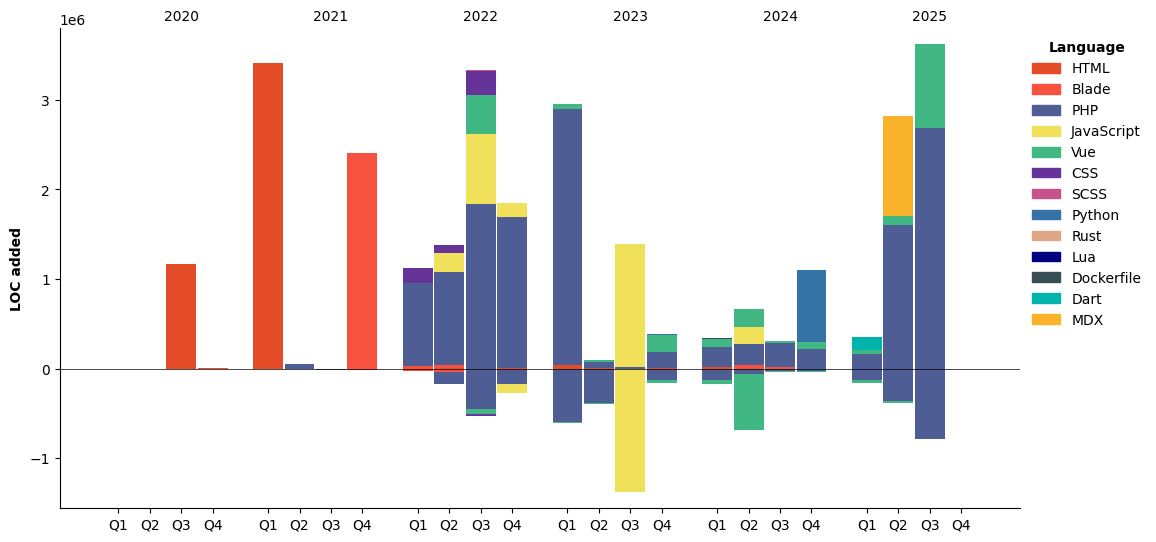 1e6
2020 2021 2022 2023 2024 2025
LOC added
3
2
1
0
−1
Q1 Q2 Q3 Q4 Q1 Q2 Q3 Q4 Q1 Q2 Q3 Q4 Q1 Q2 Q3 Q4 Q1 Q2 Q3 Q4 Q1 Q2 Q3 Q4
Language
HTML
Blade
PHP
JavaScript
Vue
CSS
SCSS
Python
Rust
Lua
Dockerfile
Dart
MDX